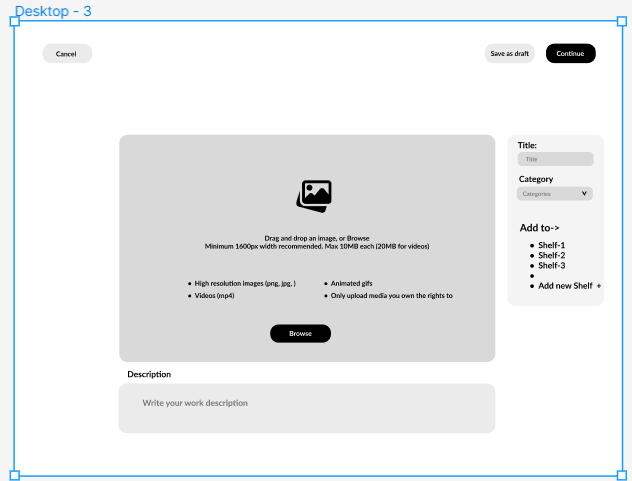 Desktop - 3
Cancel
Save as draft
Continue
Drag and drop an image, or Browse
Minimum 1600px width recommended. Max 10MB each (20MB for videos)
• High resolution images (png, jpg, )
• Animated gifs
• Videos (mp4)
• Only upload media you own the rights to
Browse
Title:
Title
Category
Categories
Add to->
• Shelf-1
• Shelf-2
• Shelf-3
•
• Add new Shelf +
Description
Write your work description